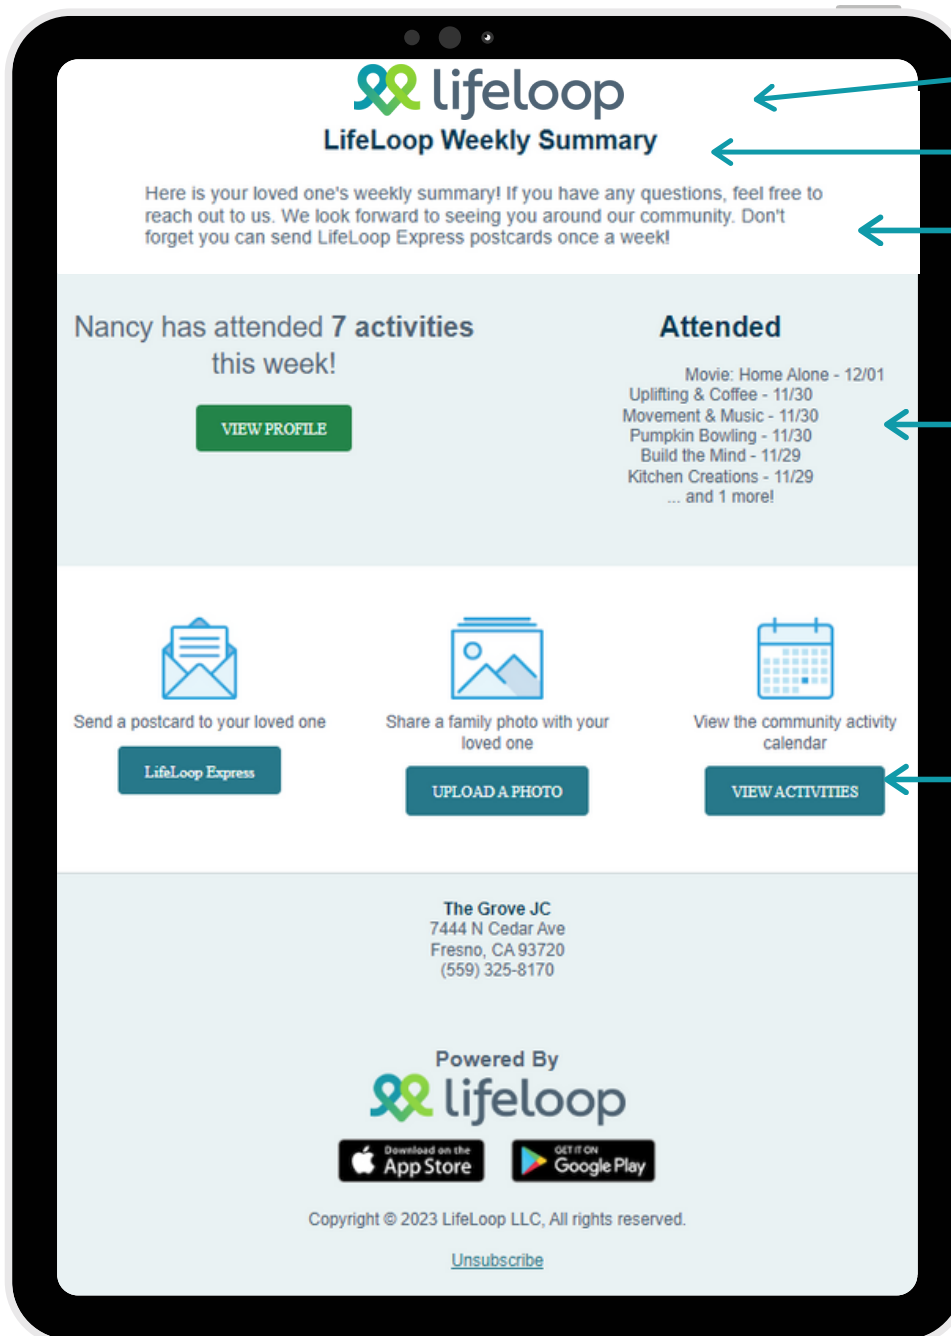 lifeloop
LifeLoop Weekly Summary
Here is your loved one's weekly summary! If you have any questions, feel free to
reach out to us. We look forward to seeing you around our community. Don't
forget you can send LifeLoop Express postcards once a week!
Nancy has attended 7 activities
this week!
VIEW PROFILE
Attended
Movie: Home Alone - 12/01
Uplifting & Coffee - 11/30
Movement & Music - 11/30
Pumpkin Bowling - 11/30
Build the Mind - 11/29
Kitchen Creations - 11/29
... and 1 more!
Send a postcard to your loved one
LifeLoop Express
Share a family photo with your
loved one
UPLOAD A PHOTO
View the community activity
calendar
VIEW ACTIVITIES
The Grove JC
7444 N Cedar Ave
Fresno, CA 93720
(559) 325-8170
Powered By
lifeloop
Download on the
App Store
GET IT ON
Google Play
Copyright © 2023 LifeLoop LLC, All rights reserved.
Unsubscribe